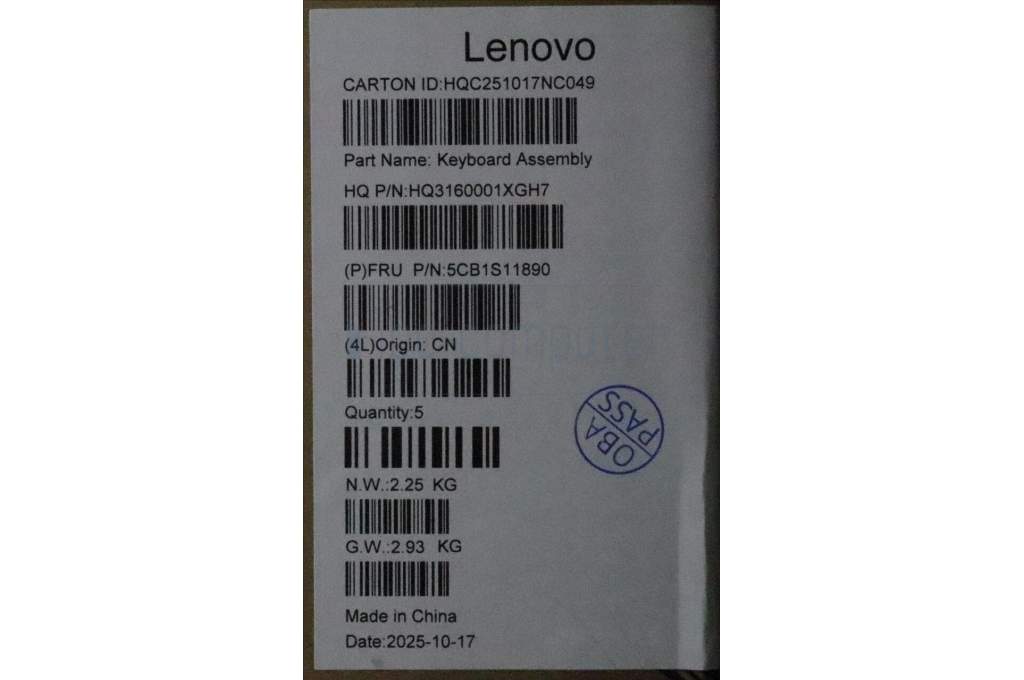 Lenovo
CARTON ID:HQC251017NC049
Part Name: Keyboard Assembly
HQ P/N:HQ3160001XGH7
(P)FRU P/N:5CB1S11890
(4L)Origin: CN
Quantity:5
OBA
PASS
N.W.:2.25 KG
G.W.:2.93 KG
Made in China
Date:2025-10-17